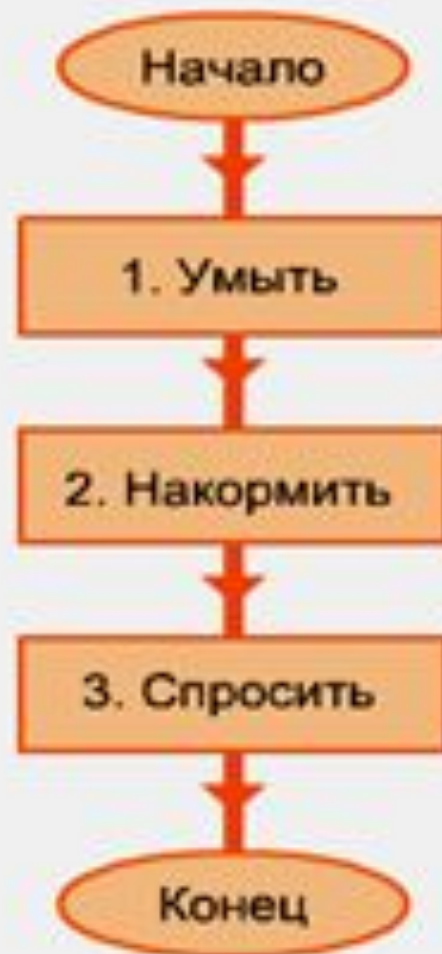 Начало
1. Умыть
2. Накормить
3. Спросить
Конец